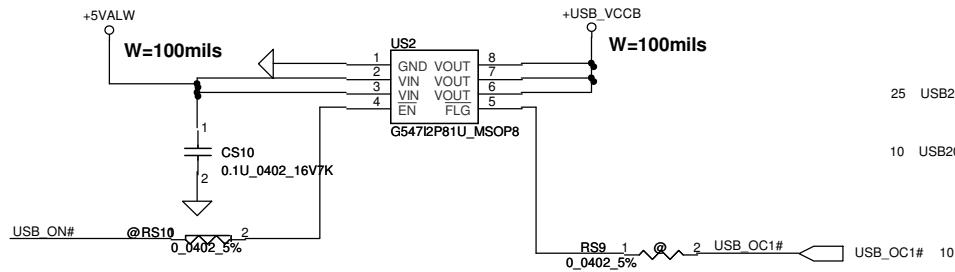 +5VALW
+USB_VCCB
W=100mils
US2
W=100mils
1 GND VOUT 8
2 VIN VOUT 7
3 VIN VOUT 6
4 EN FLG 5
G547I2P81U_MSOP8
25 USB2
10 USB20
1
CS10
0.1U_0402_16V7K
2
USB_ON# @RS10 1 2
0_0402_5%
RS9 1 @ 2 USB_OC1# USB_OC1# 10
0_0402_5%